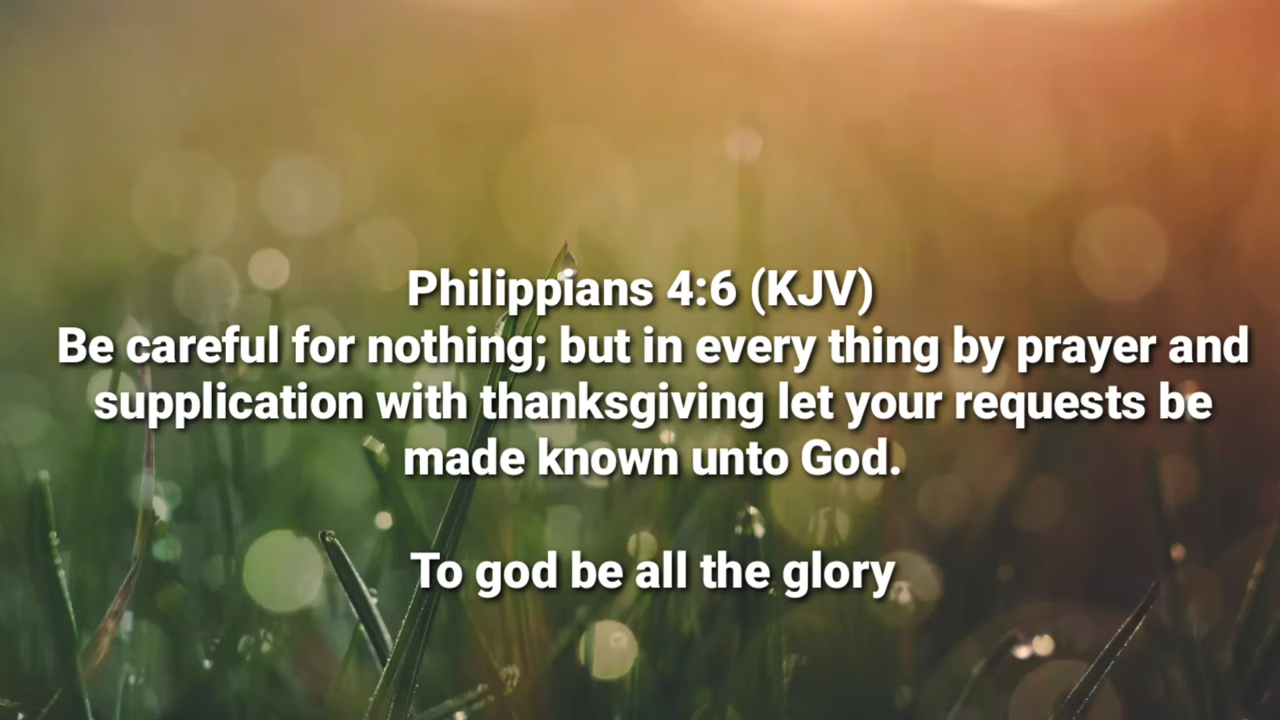 Philippians 4:6 (KJV)
Be careful for nothing; but in every thing by prayer and
supplication with thanksgiving let your requests be
made known unto God.
To god be all the glory